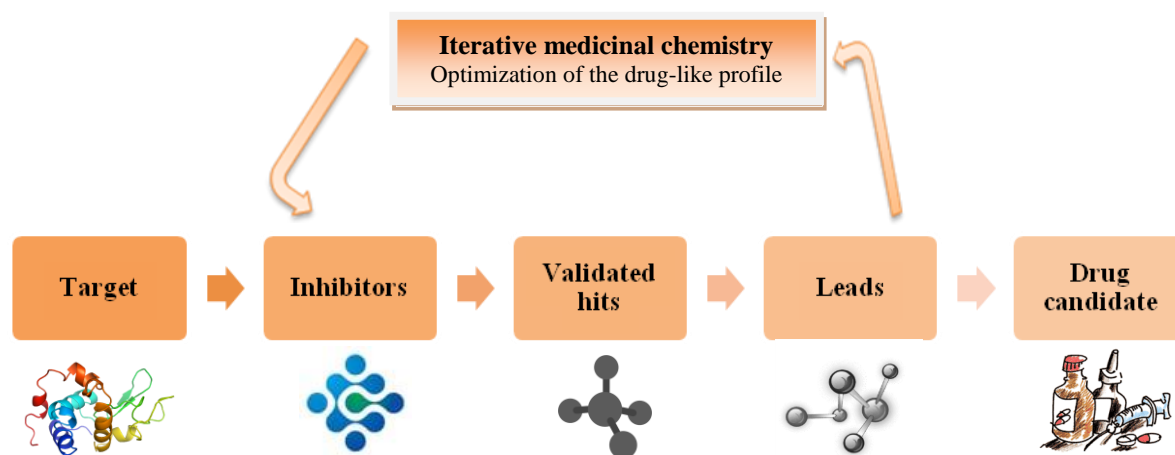 Iterative medicinal chemistry
Optimization of the drug-like profile
Target
Inhibitors
Validated
hits
Leads
Drug
candidate